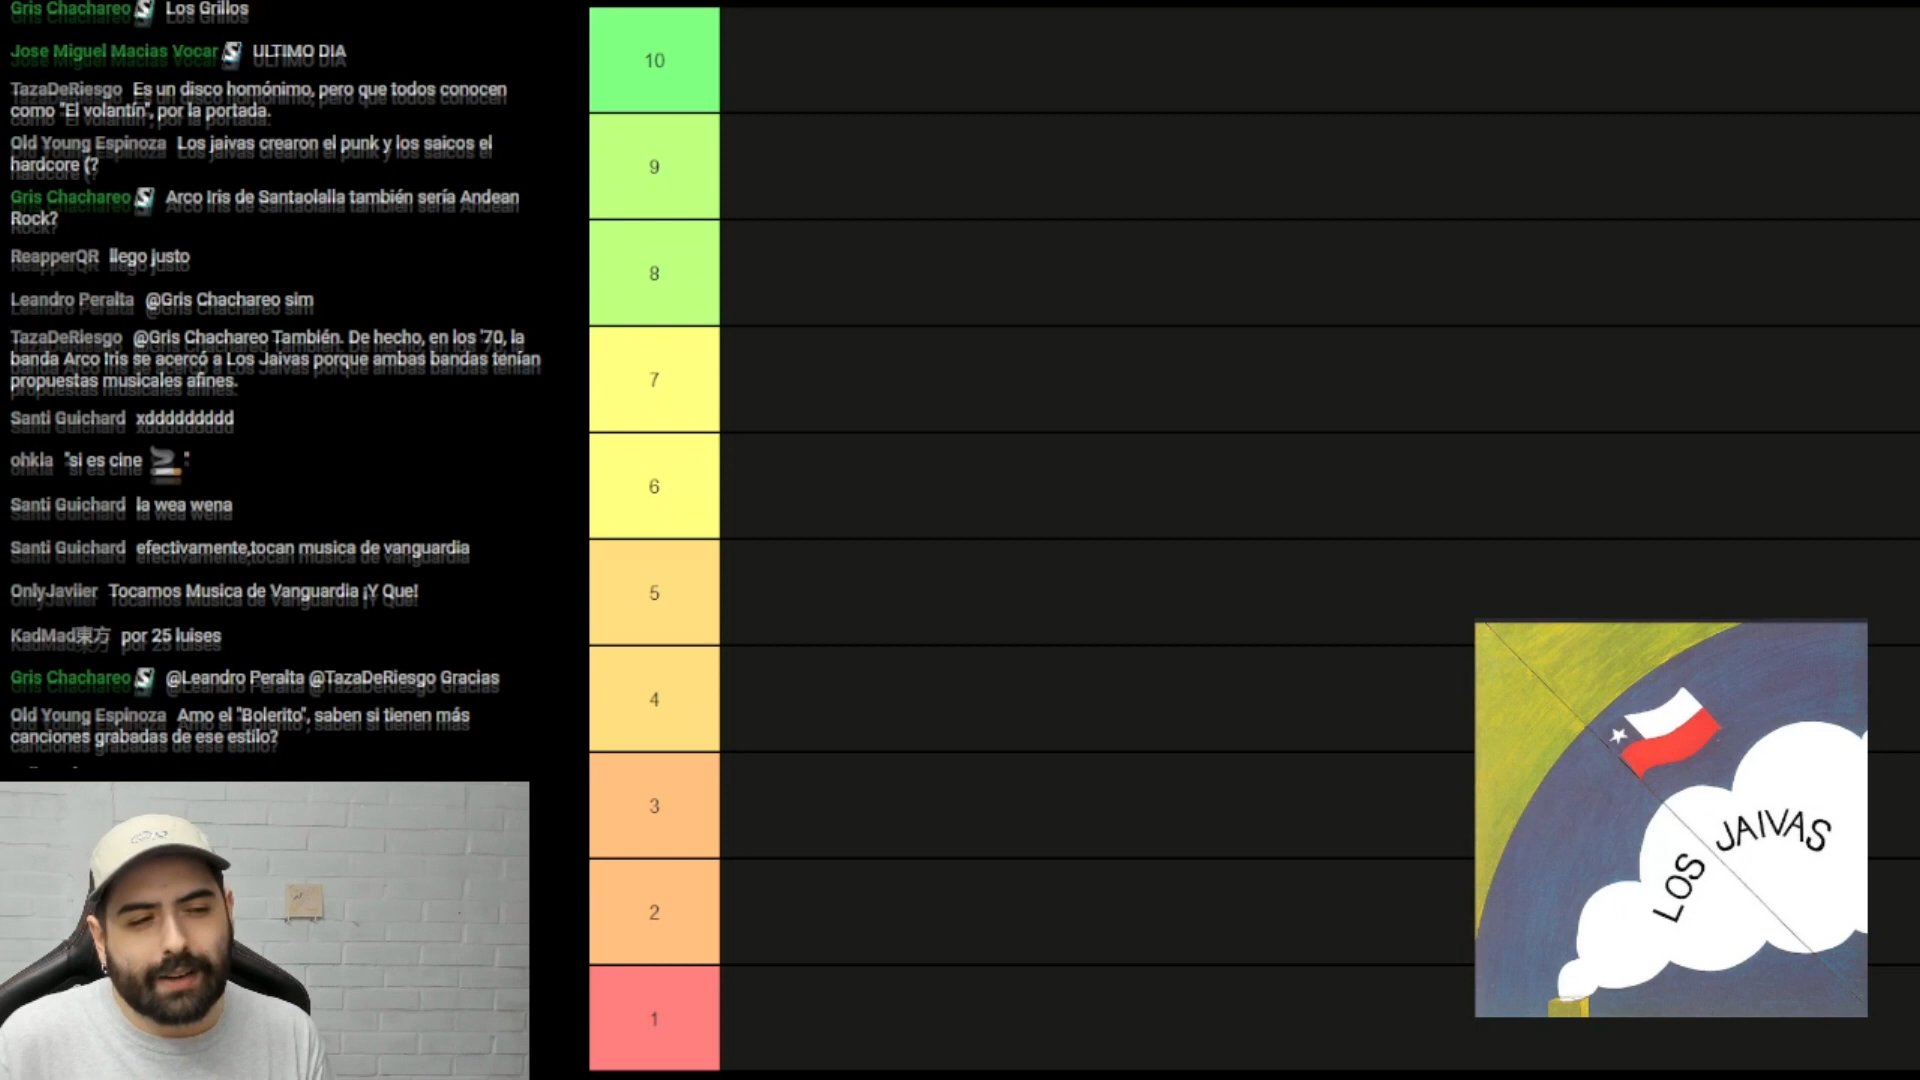 Gris Chachareo Los Grillos
Jose Miguel Macias Vocar ULTIMO DIA
TazaDeRiesgo Es un disco homónimo, pero que todos conocen
como "El volantín", por la portada.
Old Young Espinoza Los jaivas crearon el punk y los saicos el
hardcore (?
Gris Chachareo Arco Iris de Santaolalla también sería Andean
Rock?
ReapperQR llego justo
Leandro Peralta @Gris Chachareo sim
TazaDeRiesgo @Gris Chachareo También. De hecho, en los '70, la
banda Arco Iris se acercó a Los Jaivas porque ambas bandas tenían
propuestas musicales afines.
Santi Guichard xdddddddddd
ohkla "si es cine 🚬"
Santi Guichard la wea wena
Santi Guichard efectivamente,tocan musica de vanguardia
OnlyJaviier Tocamos Musica de Vanguardia ¡Y Que!
KadMad東方 por 25 luises
Gris Chachareo @Leandro Peralta @TazaDeRiesgo Gracias
Old Young Espinoza Amo el "Bolerito", saben si tienen más
canciones grabadas de ese estilo?
10
9
8
7
6
5
4
3
2
1
LOS JAIVAS